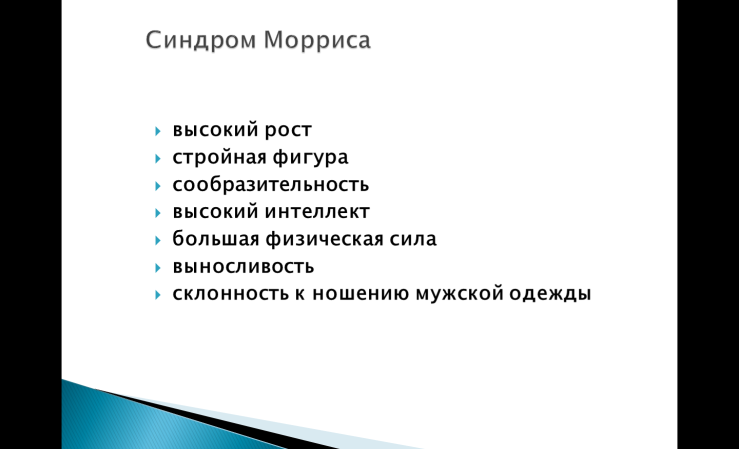 Синдром Морриса
высокий рост
стройная фигура
сообразительность
высокий интеллект
большая физическая сила
выносливость
склонность к ношению мужской одежды